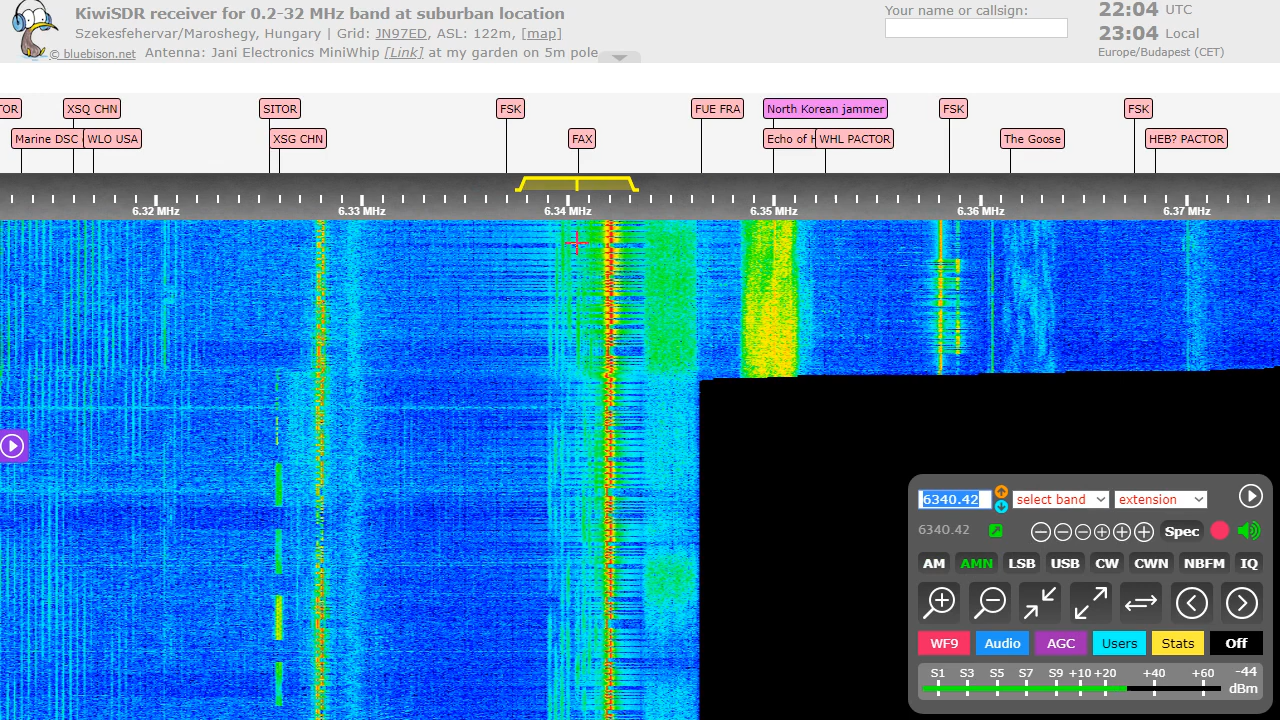 KiwiSDR receiver for 0.2-32 MHz band at suburban location
Szekesfehervar/Maroshegy, Hungary | Grid: JN97ED, ASL: 122m, [map]
© bluebison.net Antenna: Jani Electronics MiniWhip [Link] at my garden on 5m pole
Your name or callsign:
22:04 UTC
23:04 Local
Europe/Budapest (CET)
TOR XSQ CHN SITOR FSK FUE FRA North Korean jammer FSK FSK
Marine DSC WLO USA XSG CHN FAX Echo of H WHL PACTOR The Goose HEB? PACTOR
6.32 MHz 6.33 MHz 6.34 MHz 6.35 MHz 6.36 MHz 6.37 MHz
6340.42 select band extension
6340.42 Spec
AM AMN LSB USB CW CWN NBFM IQ
WF9 Audio AGC Users Stats Off
S1 S3 S5 S7 S9 +10 +20 +40 +60 -44
dBm